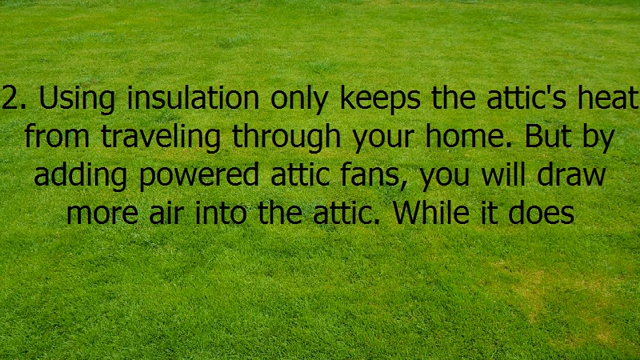 2. Using insulation only keeps the attic's heat
from traveling through your home. But by
adding powered attic fans, you will draw
more air into the attic. While it does